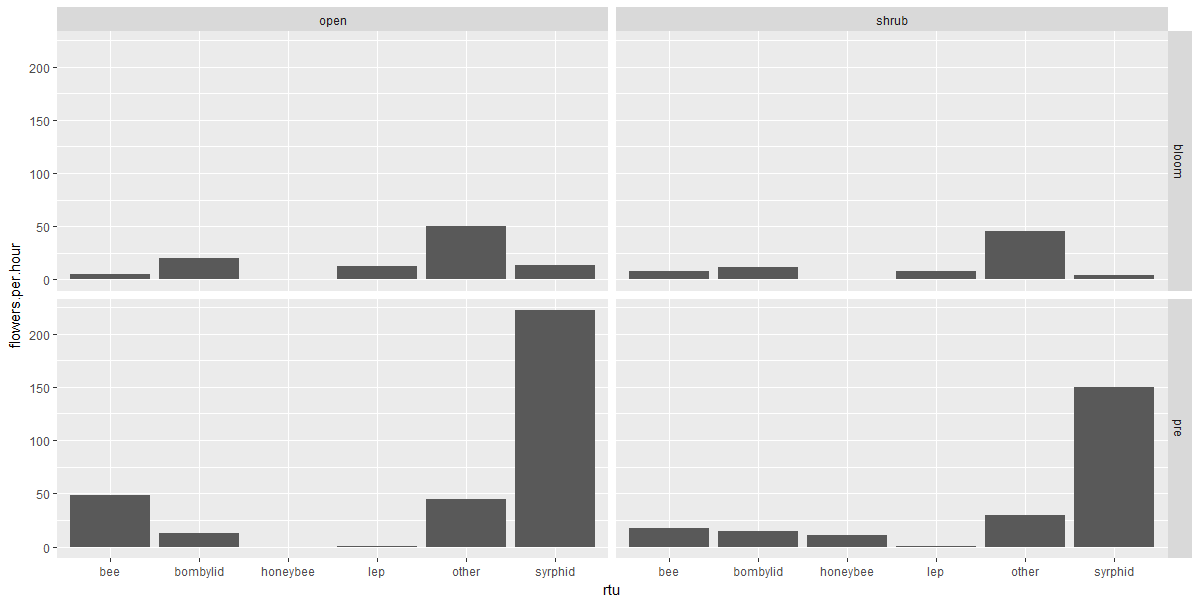 open
shrub
200
150
100
50
0
bloom
flowers.per.hour
200
150
100
50
0
pre
bee bombylid honeybee lep other syrphid
bee bombylid honeybee lep other syrphid
rtu